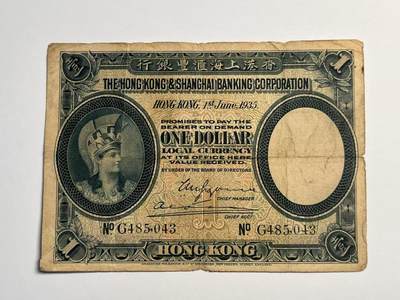 行銀豐滙海上港香
THE HONG KONG & SHANGHAI BANKING CORPORATION
1
HONG KONG, 1st June, 1935.
PROMISES TO PAY THE
BEARER ON DEMAND
ONE DOLLAR
LOCAL CURRENCY
AT ITS OFFICE HERE
VALUE RECEIVED.
BY ORDER OF THE BOARD OF DIRECTORS
CHIEF MANAGER
CHIEF ACCT
No G485,043
No G485,043
1
HONG KONG